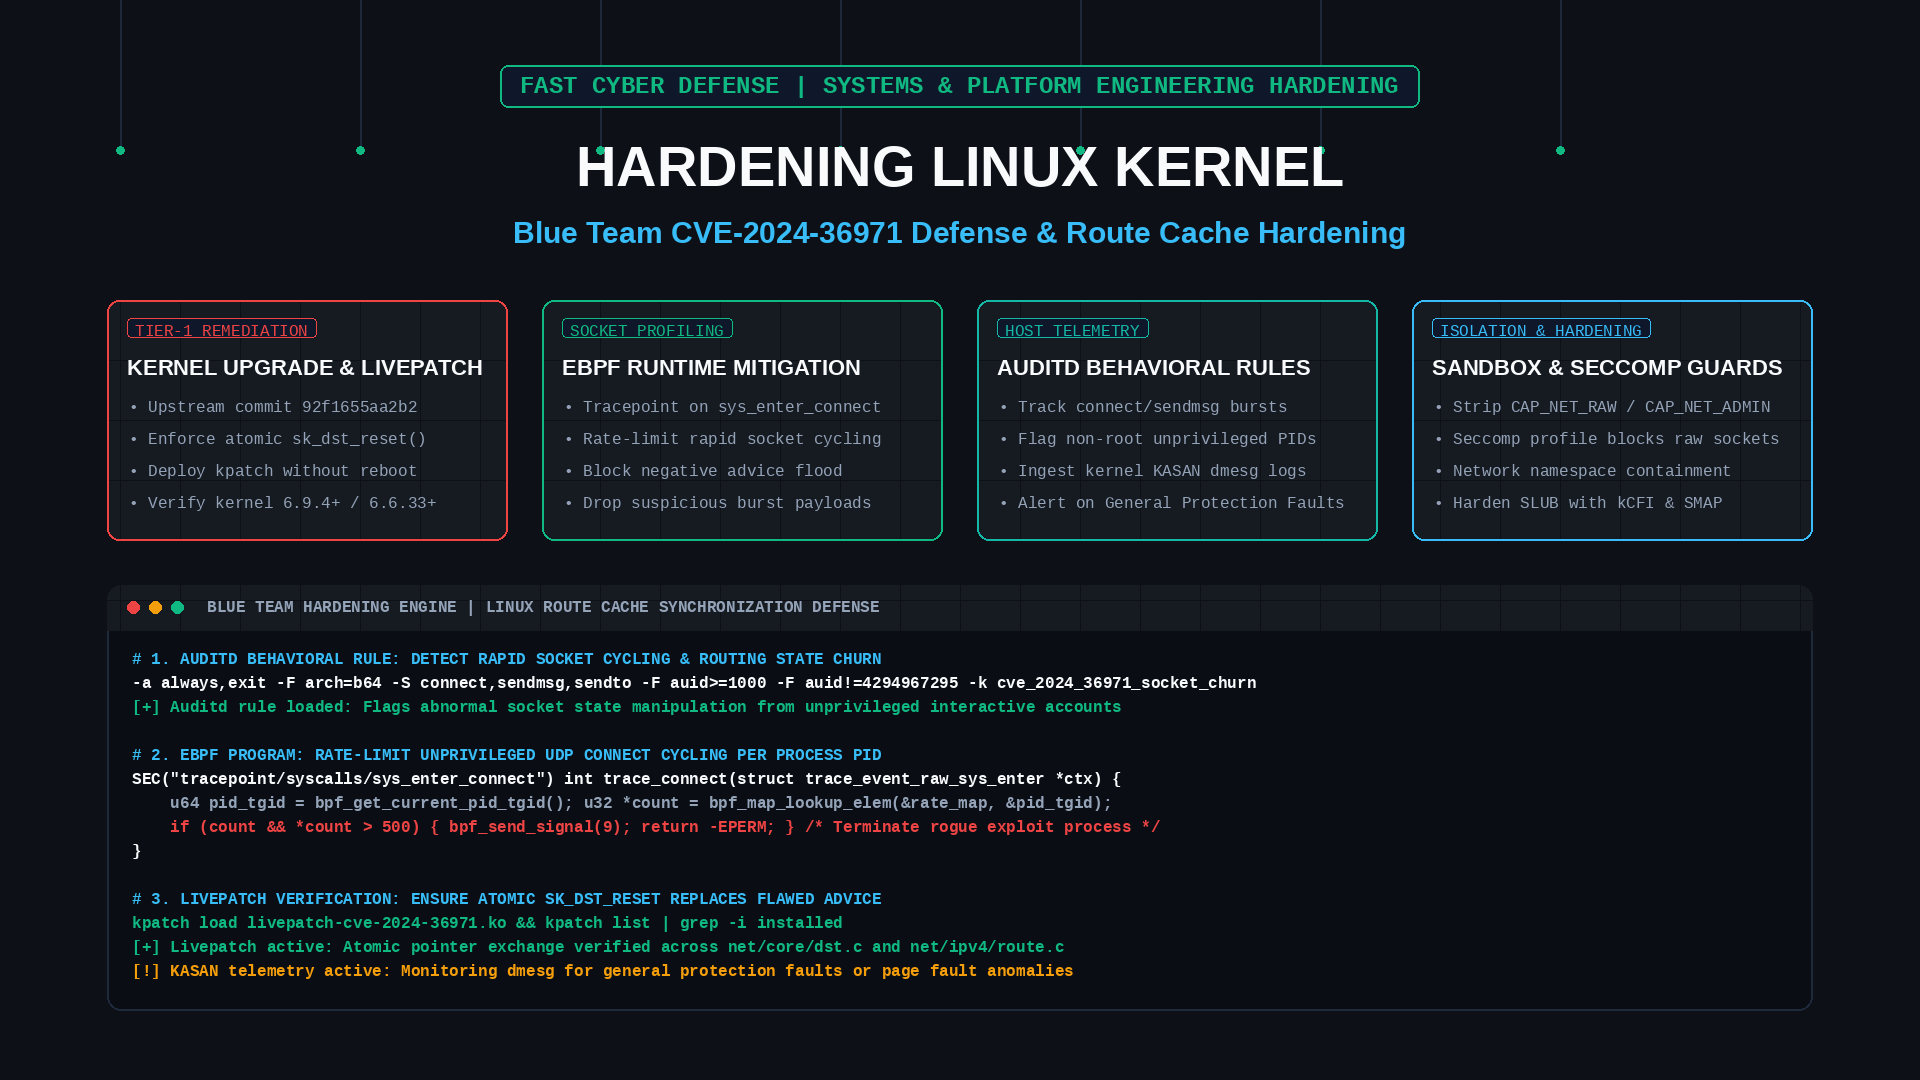 FAST CYBER DEFENSE | SYSTEMS & PLATFORM ENGINEERING HARDENING
HARDENING LINUX KERNEL
Blue Team CVE-2024-36971 Defense & Route Cache Hardening
TIER-1 REMEDIATION
KERNEL UPGRADE & LIVEPATCH
• Upstream commit 92f1655aa2b2
• Enforce atomic sk_dst_reset()
• Deploy kpatch without reboot
• Verify kernel 6.9.4+ / 6.6.33+
SOCKET PROFILING
EBPF RUNTIME MITIGATION
• Tracepoint on sys_enter_connect
• Rate-limit rapid socket cycling
• Block negative advice flood
• Drop suspicious burst payloads
HOST TELEMETRY
AUDITD BEHAVIORAL RULES
• Track connect/sendmsg bursts
• Flag non-root unprivileged PIDs
• Ingest kernel KASAN dmesg logs
• Alert on General Protection Faults
ISOLATION & HARDENING
SANDBOX & SECCOMP GUARDS
• Strip CAP_NET_RAW / CAP_NET_ADMIN
• Seccomp profile blocks raw sockets
• Network namespace containment
• Harden SLUB with kCFI & SMAP
BLUE TEAM HARDENING ENGINE | LINUX ROUTE CACHE SYNCHRONIZATION DEFENSE
# 1. AUDITD BEHAVIORAL RULE: DETECT RAPID SOCKET CYCLING & ROUTING STATE CHURN
-a always,exit -F arch=b64 -S connect,sendmsg,sendto -F auid>=1000 -F auid!=4294967295 -k cve_2024_36971_socket_churn
[+] Auditd rule loaded: Flags abnormal socket state manipulation from unprivileged interactive accounts
# 2. EBPF PROGRAM: RATE-LIMIT UNPRIVILEGED UDP CONNECT CYCLING PER PROCESS PID
SEC("tracepoint/syscalls/sys_enter_connect") int trace_connect(struct trace_event_raw_sys_enter *ctx) {
u64 pid_tgid = bpf_get_current_pid_tgid(); u32 *count = bpf_map_lookup_elem(&rate_map, &pid_tgid);
if (count && *count > 500) { bpf_send_signal(9); return -EPERM; } /* Terminate rogue exploit process */
}
# 3. LIVEPATCH VERIFICATION: ENSURE ATOMIC SK_DST_RESET REPLACES FLAWED ADVICE
kpatch load livepatch-cve-2024-36971.ko && kpatch list | grep -i installed
[+] Livepatch active: Atomic pointer exchange verified across net/core/dst.c and net/ipv4/route.c
[!] KASAN telemetry active: Monitoring dmesg for general protection faults or page fault anomalies